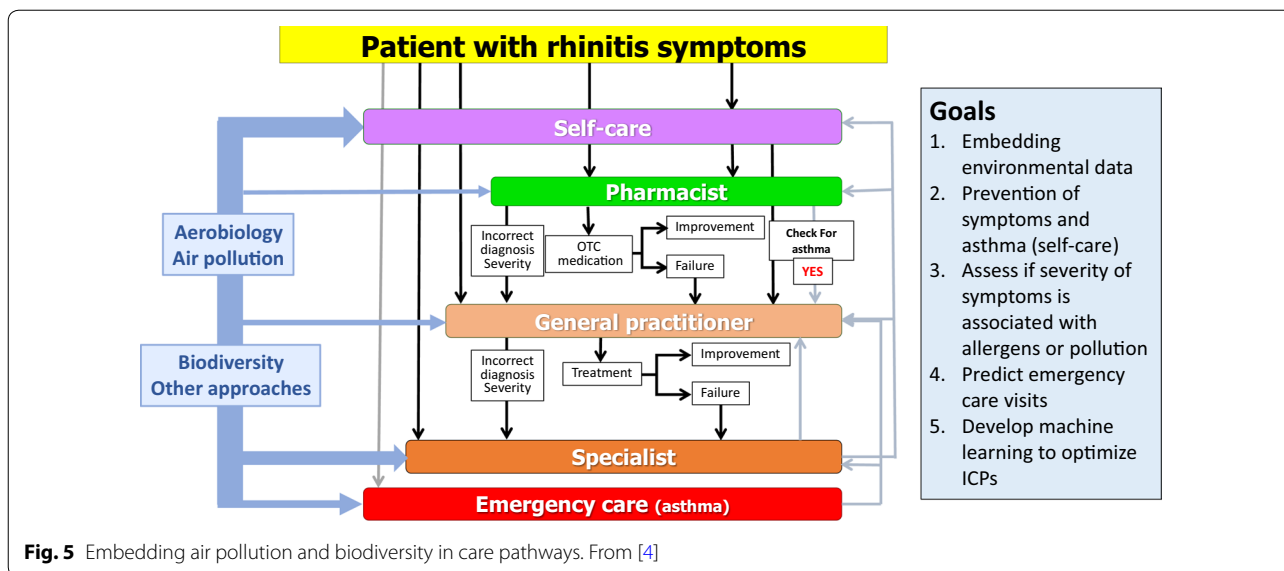 Patient with rhinitis symptoms
Self-care
Pharmacist
Incorrect
diagnosis
Severity
OTC
medication
Improvement
Failure
Check For
asthma
YES
General practitioner
Incorrect
diagnosis
Severity
Treatment
Improvement
Failure
Specialist
Emergency care (asthma)
Aerobiology
Air pollution
Biodiversity
Other approaches
Goals
1. Embedding
environmental data
2. Prevention of
symptoms and
asthma (self-care)
3. Assess if severity of
symptoms is
associated with
allergens or pollution
4. Predict emergency
care visits
5. Develop machine
learning to optimize
ICPs
Fig. 5 Embedding air pollution and biodiversity in care pathways. From [4]